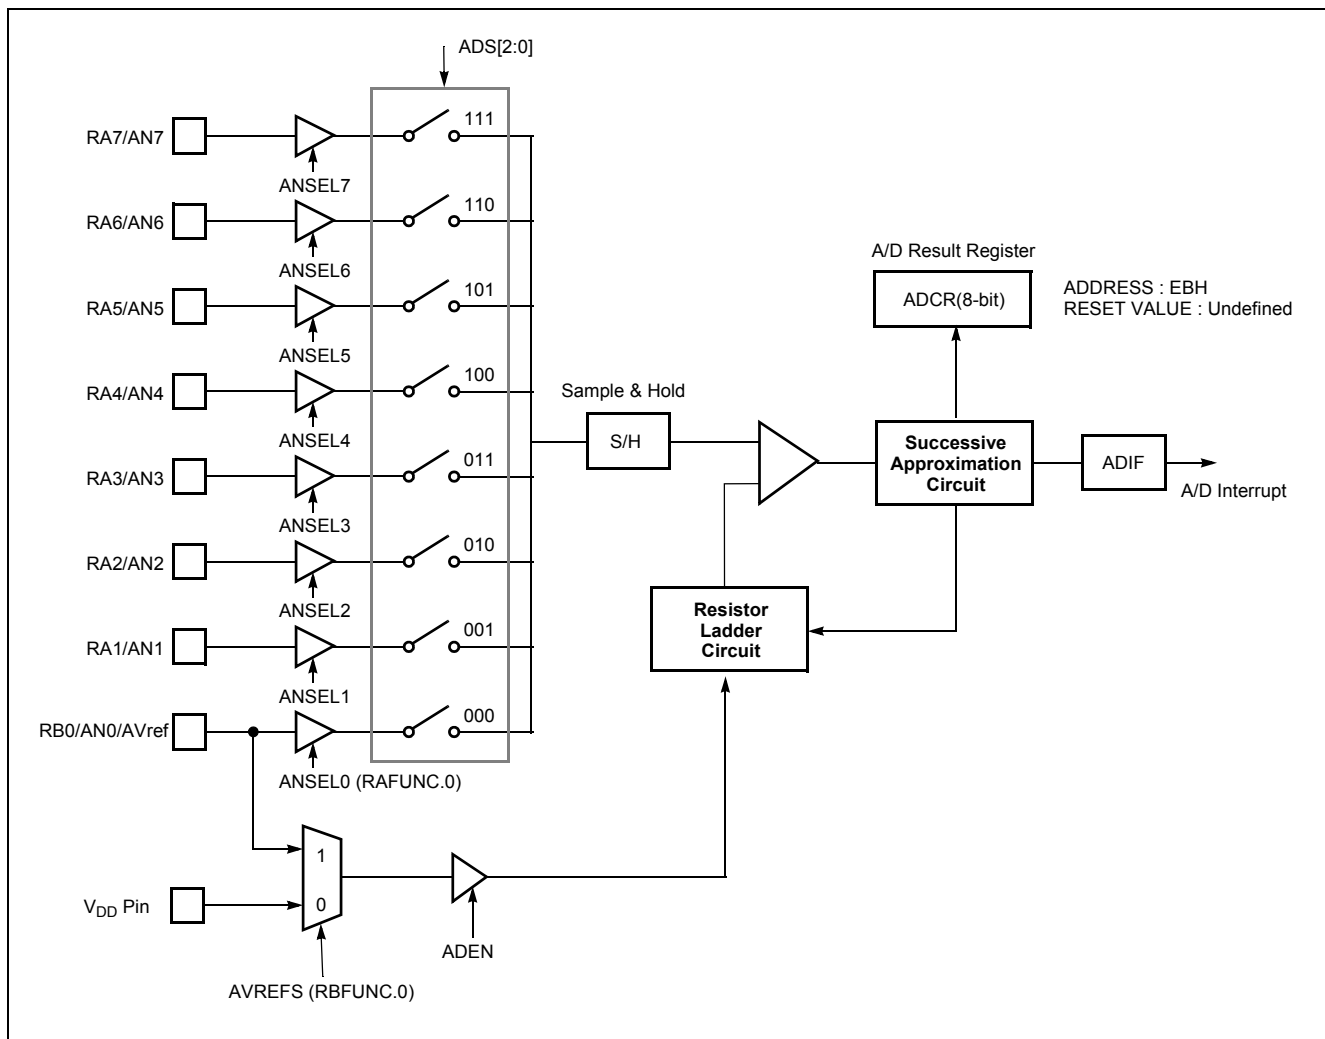 ADS[2:0]
RA7/AN7
111
ANSEL7
RA6/AN6
110
ANSEL6
RA5/AN5
101
ANSEL5
RA4/AN4
100
ANSEL4
RA3/AN3
011
ANSEL3
RA2/AN2
010
ANSEL2
RA1/AN1
001
ANSEL1
RB0/AN0/AVref
000
ANSEL0 (RAFUNC.0)
1
0
VDD Pin
ADEN
AVREFS (RBFUNC.0)
Sample & Hold
S/H
A/D Result Register
ADCR(8-bit)
ADDRESS : EBH
RESET VALUE : Undefined
Successive
Approximation
Circuit
ADIF
A/D Interrupt
Resistor
Ladder
Circuit